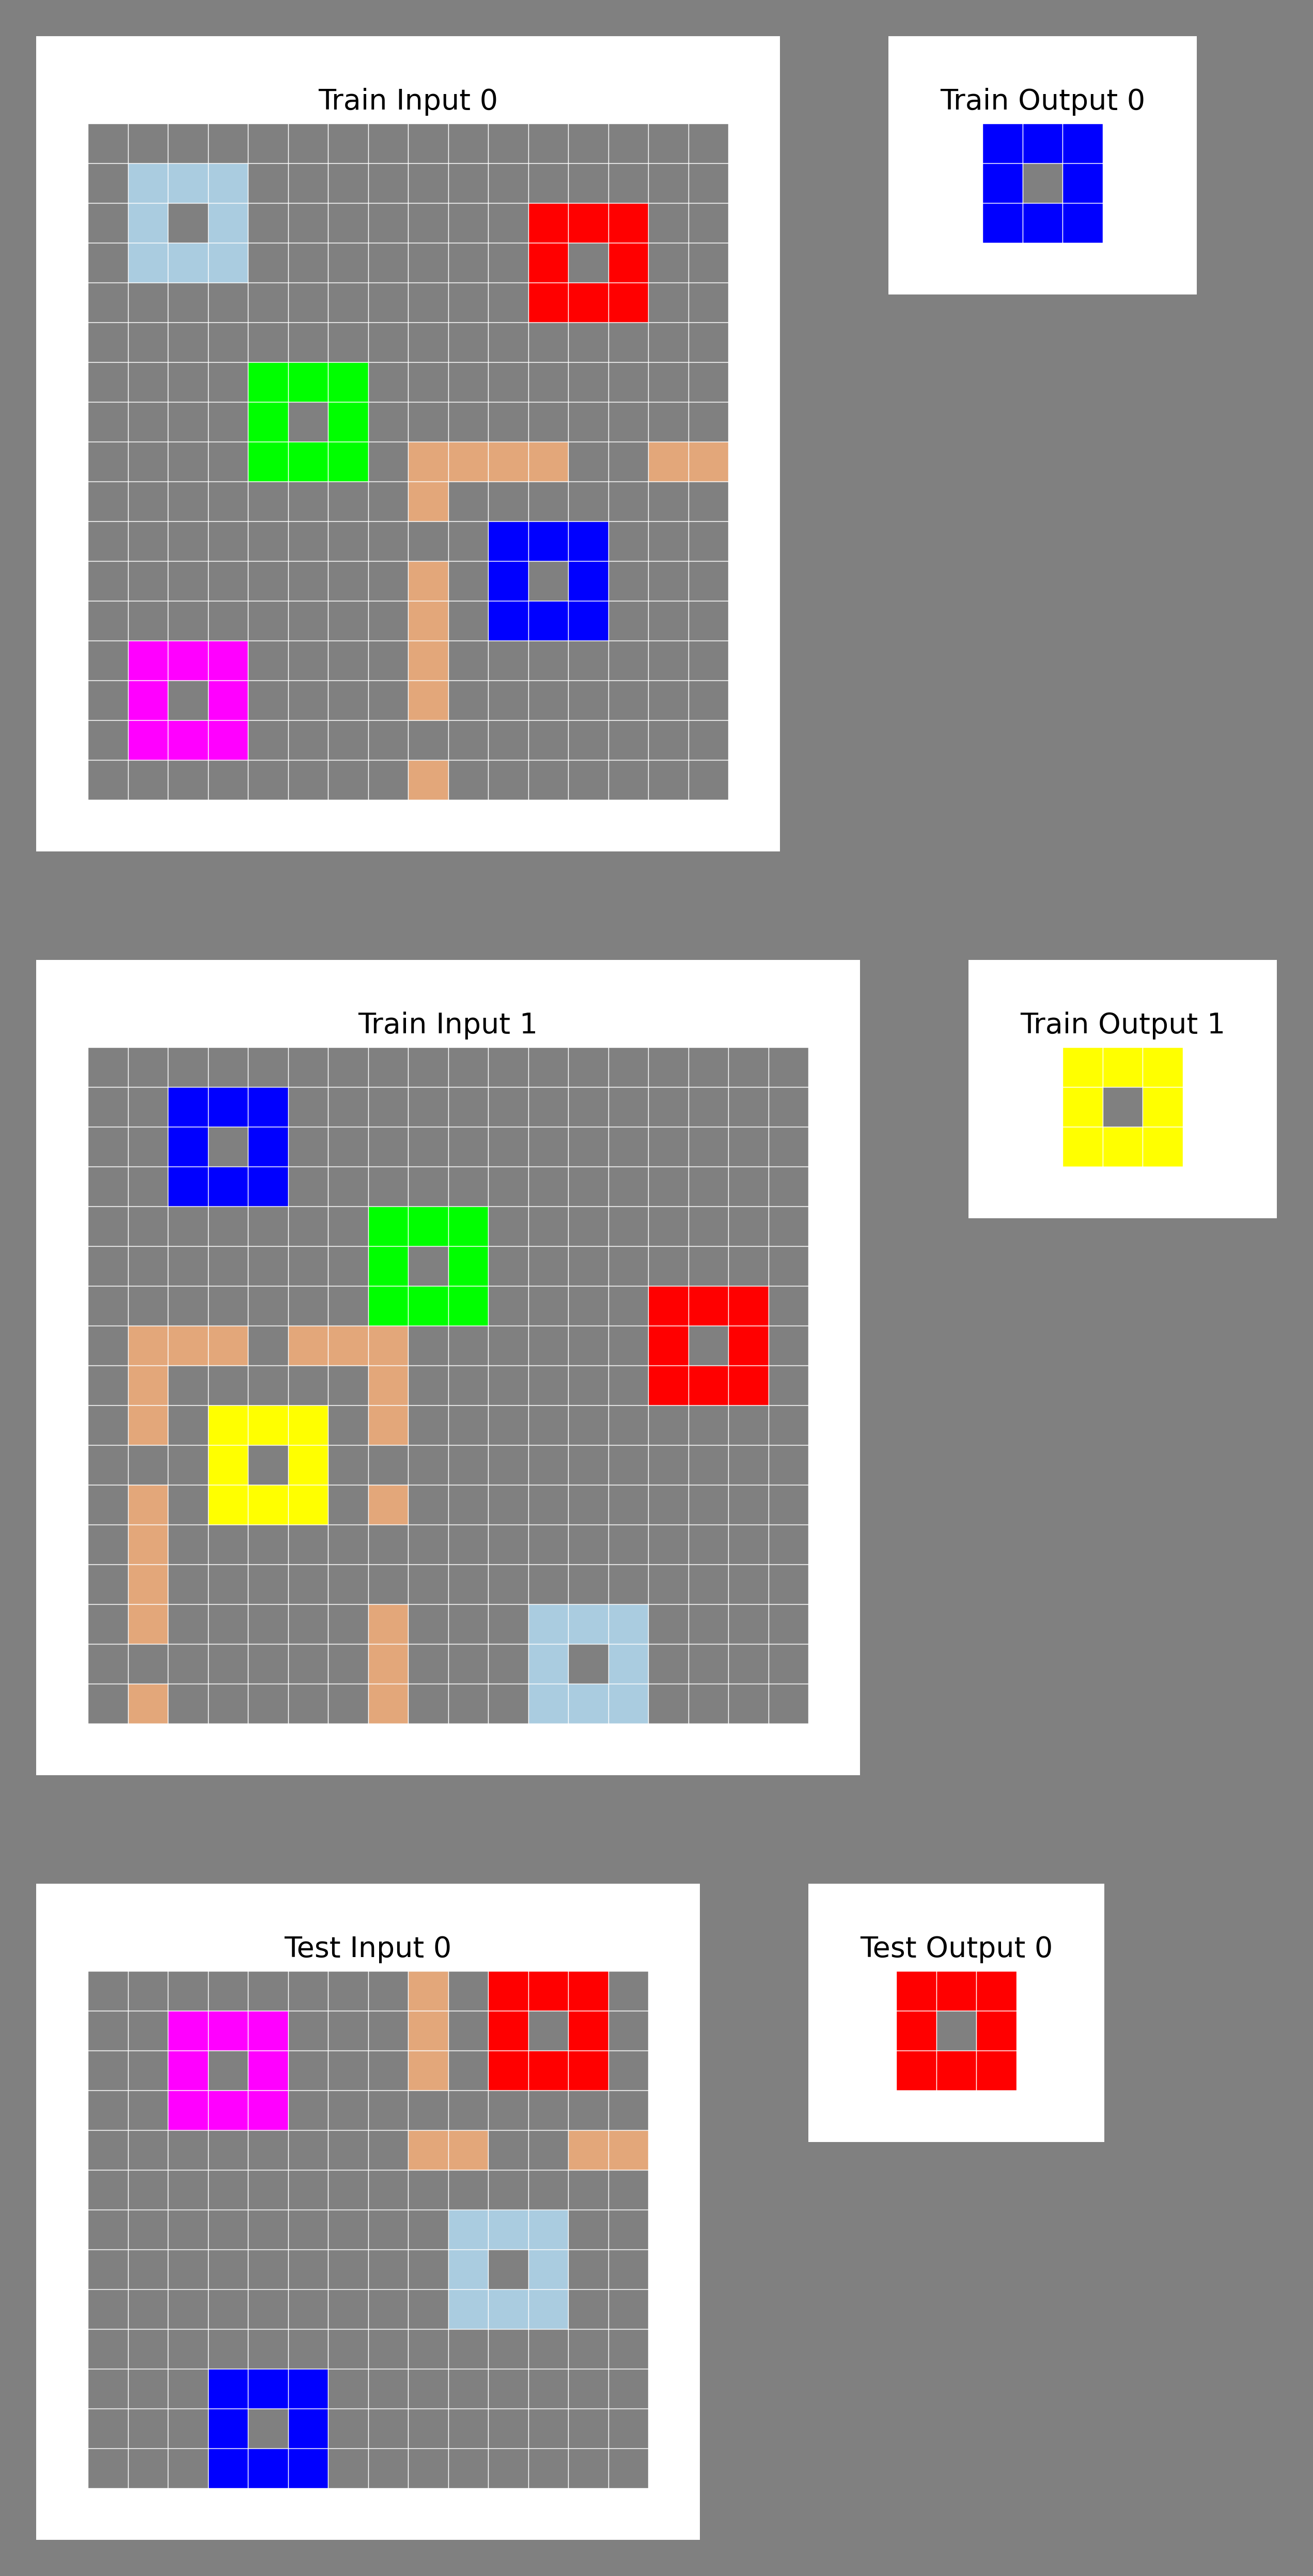 Train Input 0
Train Output 0
Train Input 1
Train Output 1
Test Input 0
Test Output 0